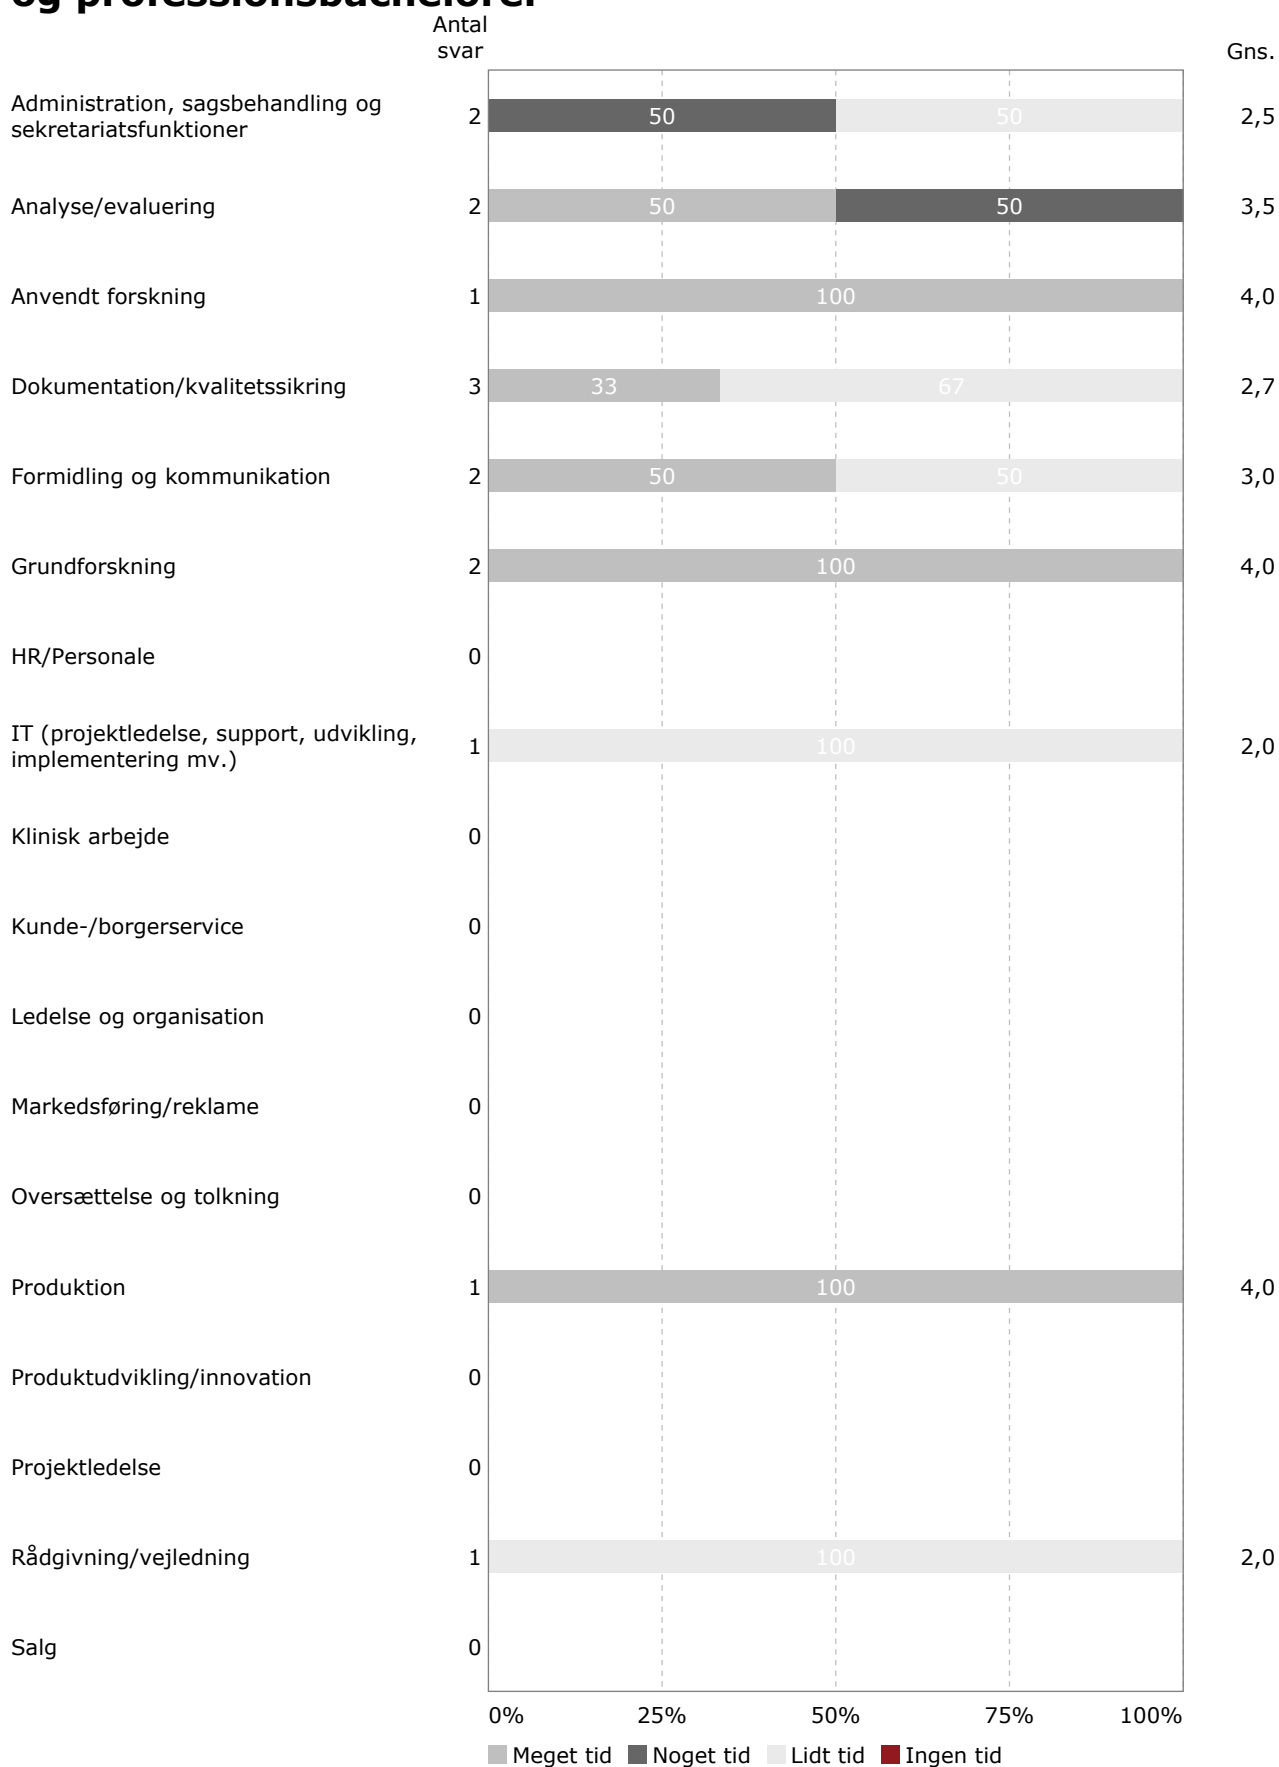 og professionsbachelorer
Antal
svar
Gns.
Administration, sagsbehandling og
sekretariatsfunktioner
2
50
50
2,5
Analyse/evaluering
2
50
50
3,5
Anvendt forskning
1
100
4,0
Dokumentation/kvalitetssikring
3
33
67
2,7
Formidling og kommunikation
2
50
50
3,0
Grundforskning
2
100
4,0
HR/Personale
0
IT (projektledelse, support, udvikling,
implementering mv.)
1
100
2,0
Klinisk arbejde
0
Kunde-/borgerservice
0
Ledelse og organisation
0
Markedsføring/reklame
0
Oversættelse og tolkning
0
Produktion
1
100
4,0
Produktudvikling/innovation
0
Projektledelse
0
Rådgivning/vejledning
1
100
2,0
Salg
0
0%
25%
50%
75%
100%
Meget tid
Noget tid
Lidt tid
Ingen tid